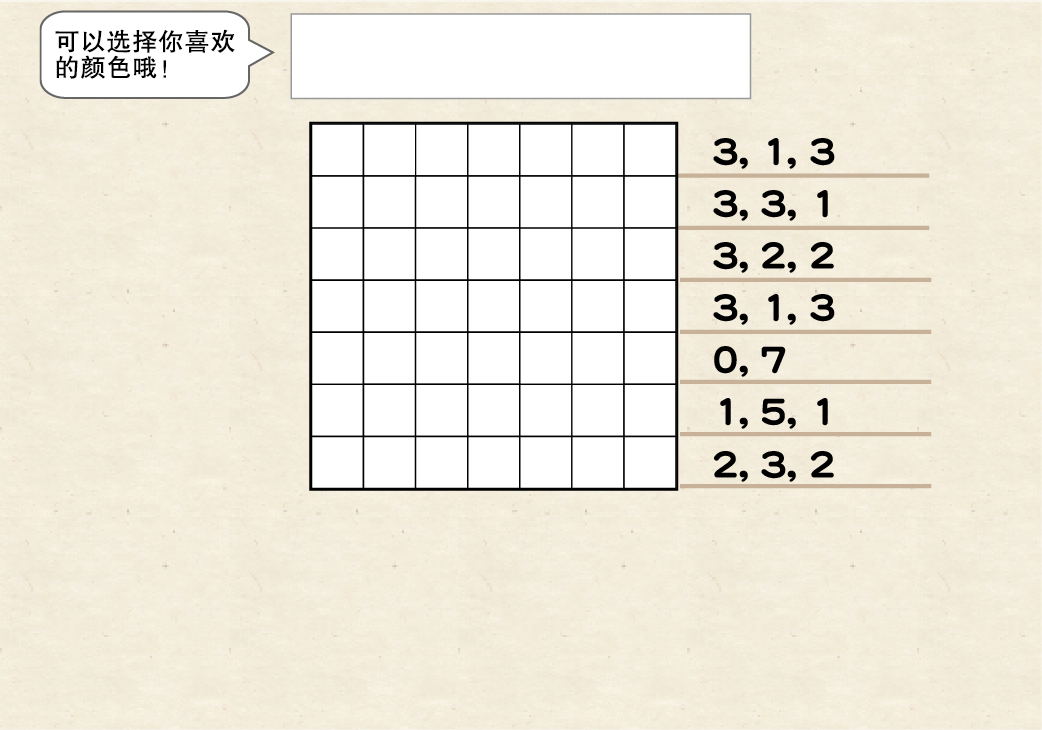 可以选择你喜欢
的颜色哦!
3, 1, 3
3, 3, 1
3, 2, 2
3, 1, 3
0, 7
1, 5, 1
2, 3, 2